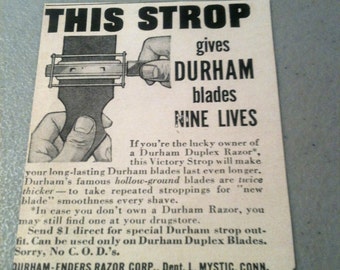 THIS STROP
gives
DURHAM
blades
NINE LIVES
If you're the lucky owner of
a Durham Duplex Razor*,
this Victory Strop will make
your long-lasting Durham blades last even longer.
Durham's famous hollow-ground blades are twice
thicker—to take repeated stroppings for "new
blade" smoothness every shave.
*In case you don't own a Durham Razor, you
may still find one at your drugstore.
Send $1 direct for special Durham strop out-
fit. Can be used only on Durham Duplex Blades.
Sorry, No C. O. D.'s.
DURHAM-ENDERS RAZOR CORP., Dept. J, MYSTIC, CONN.